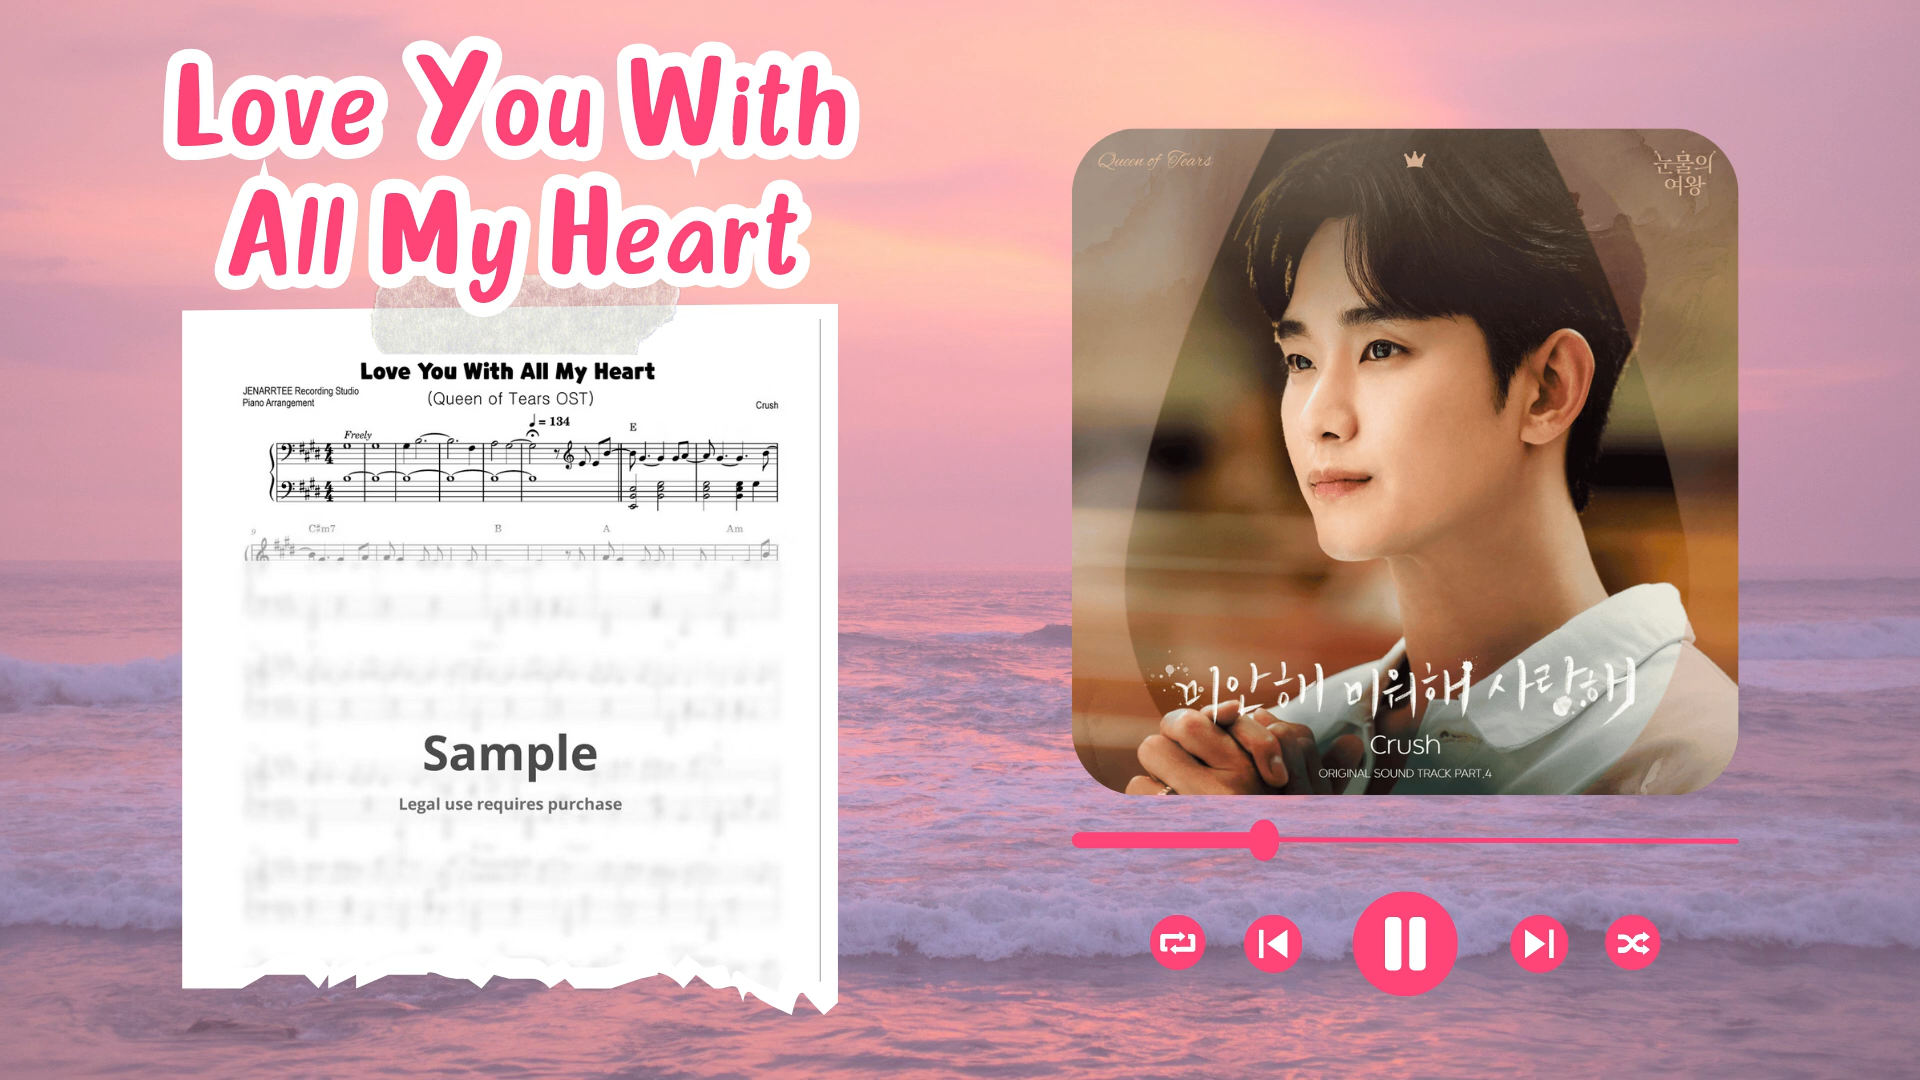 Love You With
All My Heart
Love You With All My Heart
(Queen of Tears OST)
JENARRTEE Recording Studio
Piano Arrangement
Crush
Freely
♩ = 134
E
9
C#m7
B
A
Am
Sample
Legal use requires purchase
Queen of Tears
눈물의
여왕
미안해 미워해 사랑해
Crush
ORIGINAL SOUND TRACK PART.4